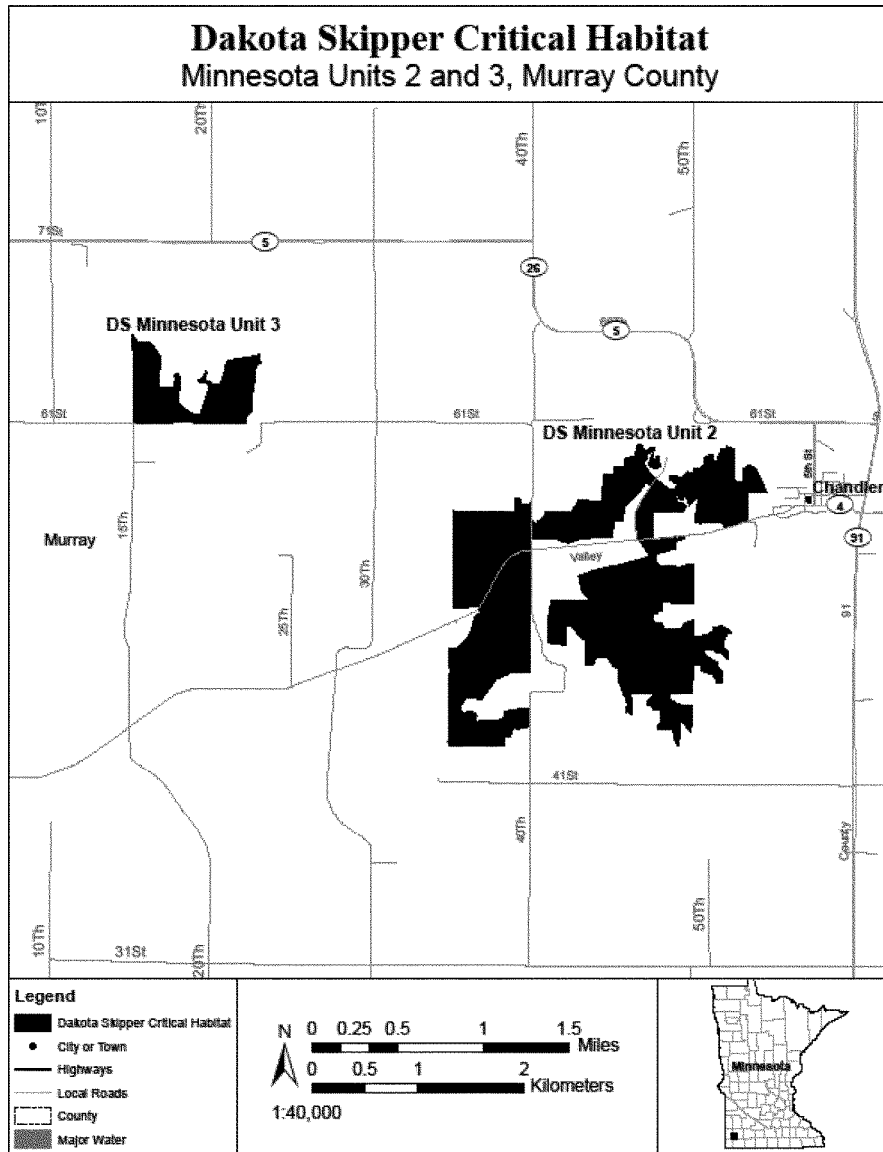 Dakota Skipper Critical Habitat
Minnesota Units 2 and 3, Murray County
10Th
20Th
40Th
50Th
71St
5
26
5
DS Minnesota Unit 3
61St
61St
61St
DS Minnesota Unit 2
5th St
Chandler
4
91
15Th
Murray
30Th
25Th
Valley
91
41St
40Th
County
10Th
31St
20Th
50Th
Legend
Dakota Skipper Critical Habitat
City or Town
Highways
Local Roads
County
Major Water
N
0 0.25 0.5 1 1.5
Miles
0 0.5 1 2
Kilometers
1:40,000
Minnesota